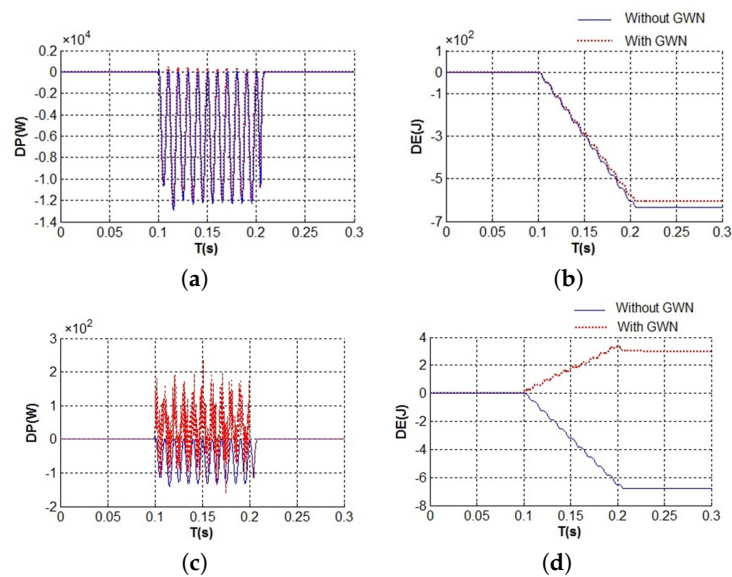 ×10⁴
0.2
0
0.2
0.4
0.6
0.8
1.0
1.2
1.4
DP(W)
0 0.05 0.1 0.15 0.2 0.25 0.3
T(s)
(a)
Without GWN
With GWN
×10²
1
0
-1
-3
-5
-7
DE(J)
0 0.05 0.1 0.15 0.2 0.25 0.3
T(s)
(b)
×10²
3
2
1
0
-1
-2
DP(W)
0 0.05 0.1 0.15 0.2 0.25 0.3
T(s)
(c)
Without GWN
With GWN
4
2
0
-2
-4
-6
-8
DE(J)
0 0.05 0.1 0.15 0.2 0.25 0.3
T(s)
(d)